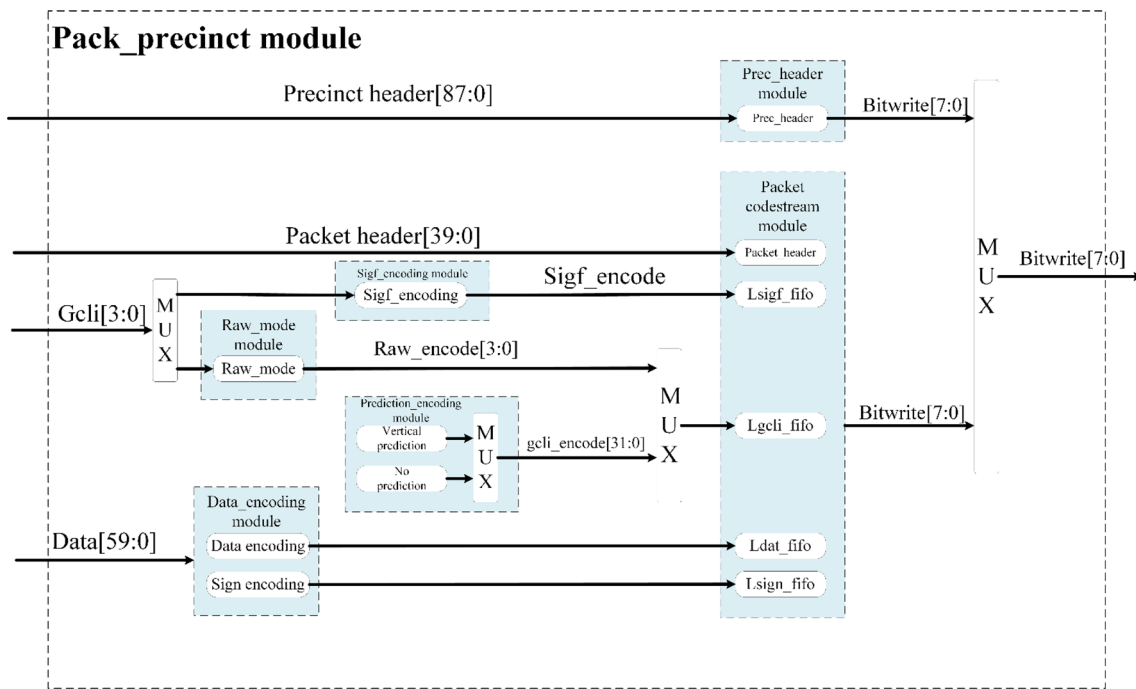 Pack_precinct module
Precinct header[87:0]
Prec_header
module
Prec_header
Bitwrite[7:0]
Packet
codestream
module
Packet header[39:0]
Packet_header
M
U
X
Bitwrite[7:0]
Sigf_encoding module
Sigf_encoding
Sigf_encode
Lsigf_fifo
Gcli[3:0]
M
U
X
Raw_mode
module
Raw_mode
Raw_encode[3:0]
Prediction_encoding
module
Vertical
prediction
No
prediction
M
U
X
gcli_encode[31:0]
M
U
X
Lgcli_fifo
Bitwrite[7:0]
Data_encoding
module
Data[59:0]
Data encoding
Ldat_fifo
Sign encoding
Lsign_fifo